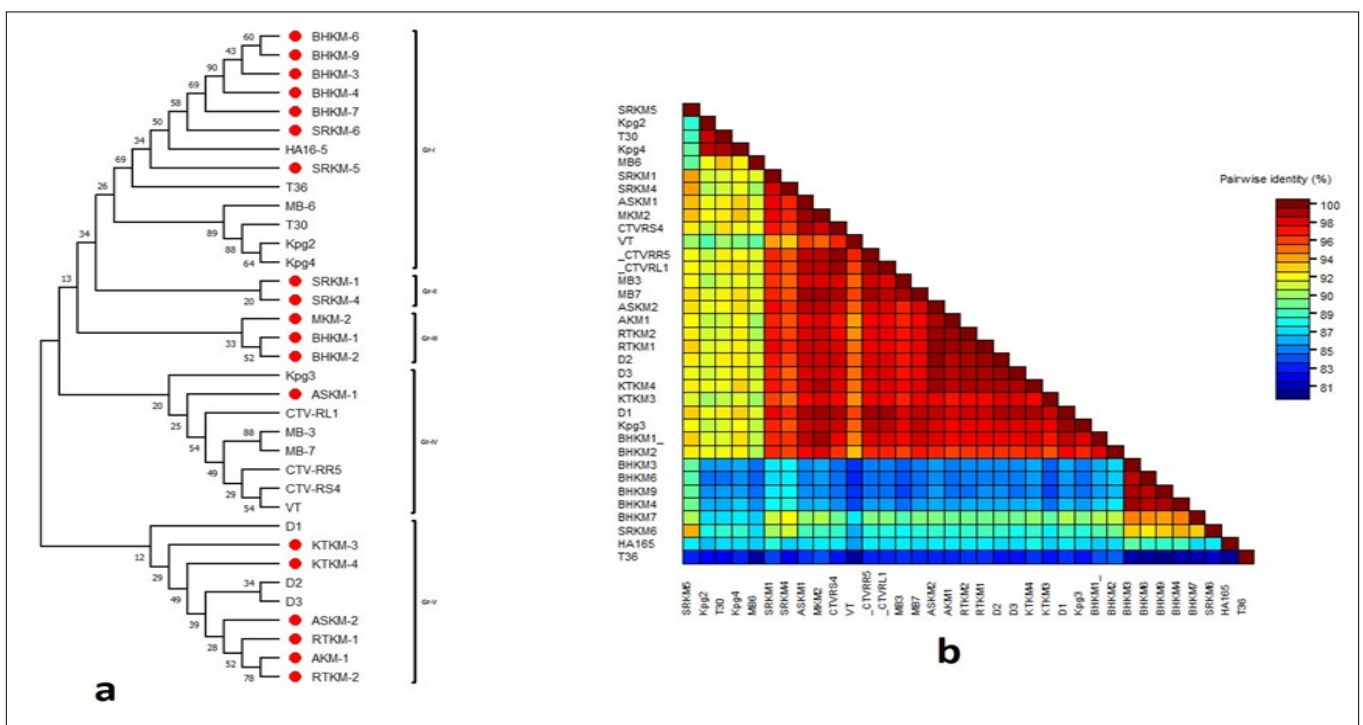 60
BHKM-6
BHKM-9
43
BHKM-3
90
BHKM-4
69
BHKM-7
58
SRKM-6
50
HA16-5
34
SRKM-5
69
T36
26
MB-6
T30
89
Kpg2
88
Kpg4
64
Gr-I
34
SRKM-1
SRKM-4
20
Gr-II
13
MKM-2
BHKM-1
33
BHKM-2
52
Gr-III
Kpg3
ASKM-1
20
CTV-RL1
25
MB-3
88
MB-7
54
CTV-RR5
49
CTV-RS4
29
VT
54
Gr-IV
D1
KTKM-3
12
KTKM-4
29
D2
34
D3
49
ASKM-2
39
RTKM-1
28
AKM-1
52
RTKM-2
78
Gr-V
a
SRKM5
Kpg2
T30
Kpg4
MB6
SRKM1
SRKM4
ASKM1
MKM2
CTVRS4
VT
_CTVRR5
_CTVRL1
MB3
MB7
ASKM2
AKM1
RTKM2
RTKM1
D2
D3
KTKM4
KTKM3
D1
Kpg3
BHKM1_
BHKM2
BHKM3
BHKM6
BHKM9
BHKM4
BHKM7
SRKM6
HA165
T36
SRKM5
Kpg2
T30
Kpg4
MB6
SRKM1
SRKM4
ASKM1
MKM2
CTVRS4
VT
_CTVRR5
_CTVRL1
MB3
MB7
ASKM2
AKM1
RTKM2
RTKM1
D2
D3
KTKM4
KTKM3
D1
Kpg3
BHKM1_
BHKM2
BHKM3
BHKM6
BHKM9
BHKM4
BHKM7
SRKM6
HA165
T36
Pairwise identity (%)
100
98
96
94
92
90
89
87
85
83
81
b